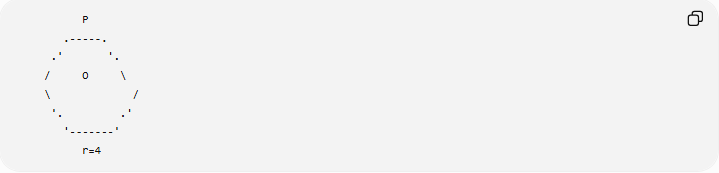 P
      .-----.
    .'       '.
   /     O     \
   \             /
    '.         .'
      '-------'
         r=4